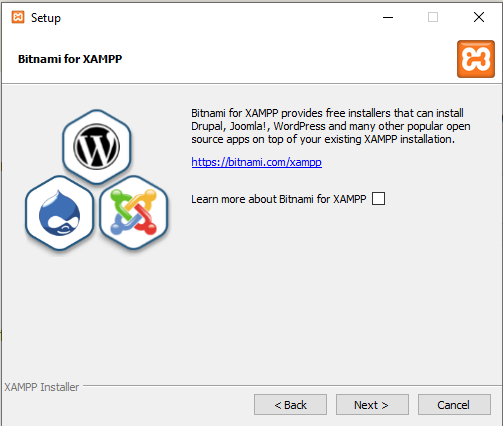 Setup
Bitnami for XAMPP
Bitnami for XAMPP provides free installers that can install
Drupal, Joomla!, WordPress and many other popular open
source apps on top of your existing XAMPP installation.
https://bitnami.com/xampp
Learn more about Bitnami for XAMPP
XAMPP Installer
< Back
Next >
Cancel